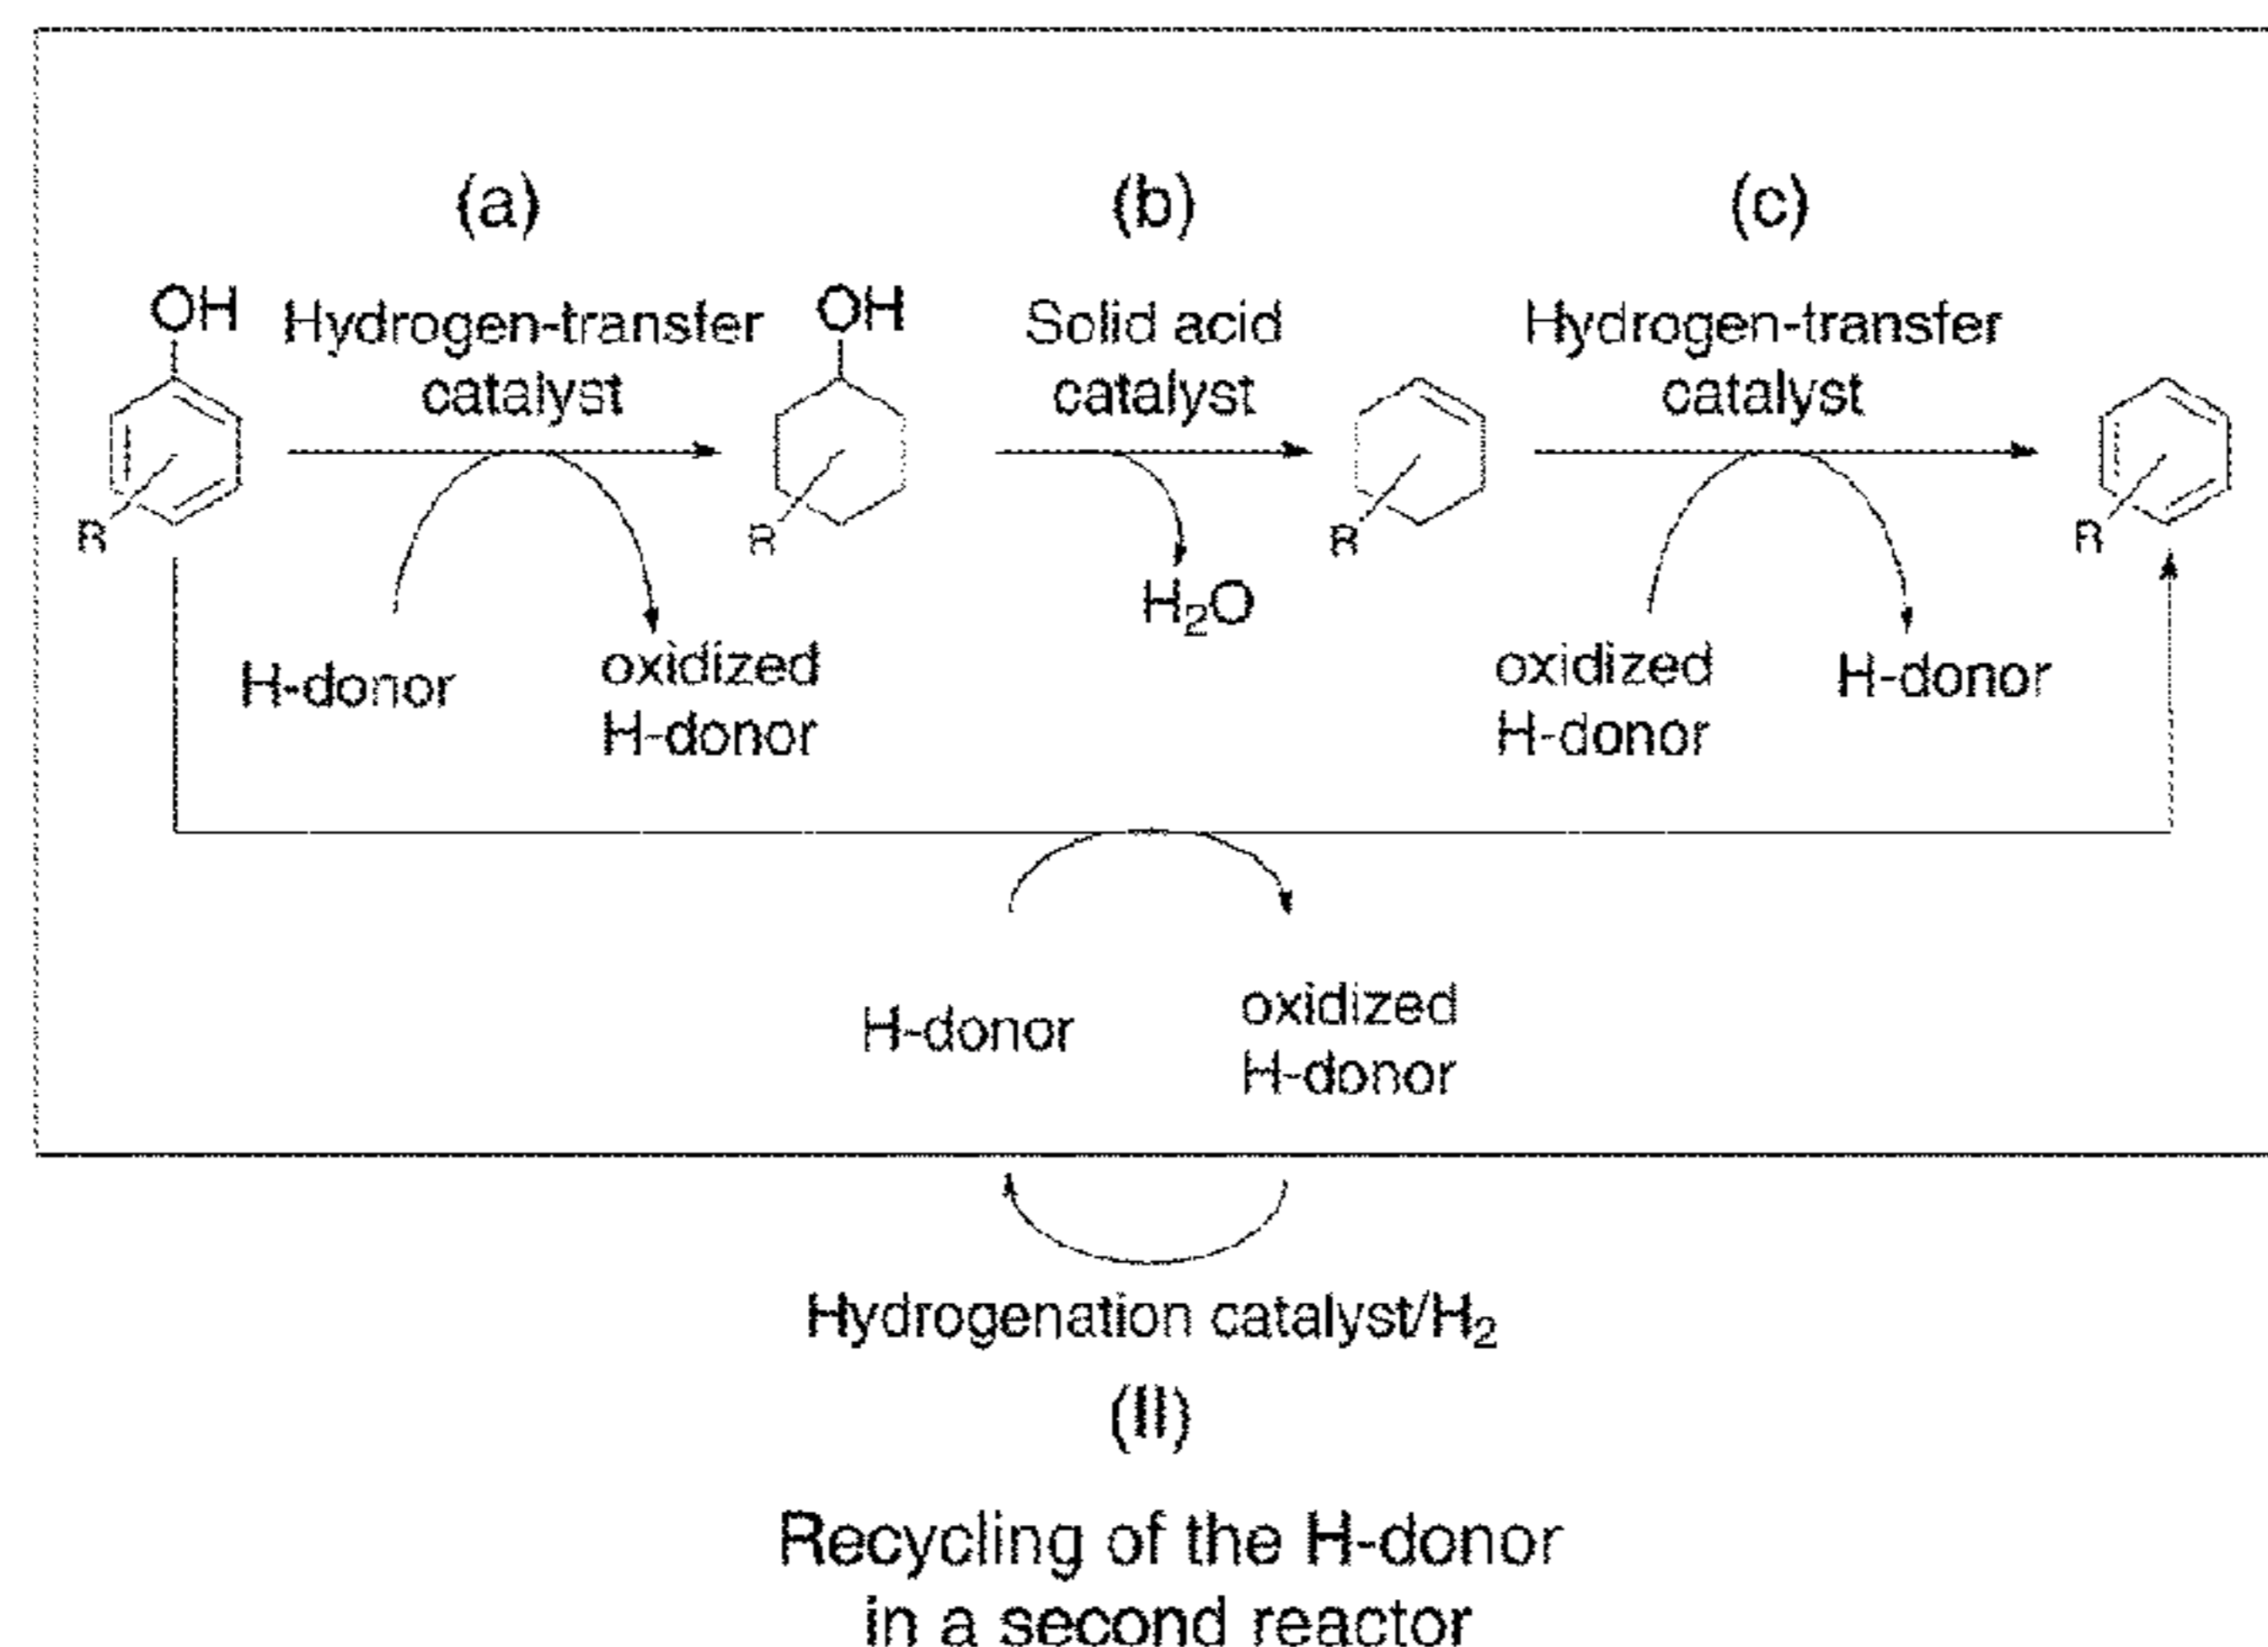 (a)
(b)
(c)
OH
Hydrogen-transfer
catalyst
OH
Solid acid
catalyst
Hydrogen-transfer
catalyst
R
R
R
R
H₂O
H-donor
oxidized
H-donor
oxidized
H-donor
H-donor
H-donor
oxidized
H-donor
Hydrogenation catalyst/H₂
(II)
Recycling of the H-donor
in a second reactor